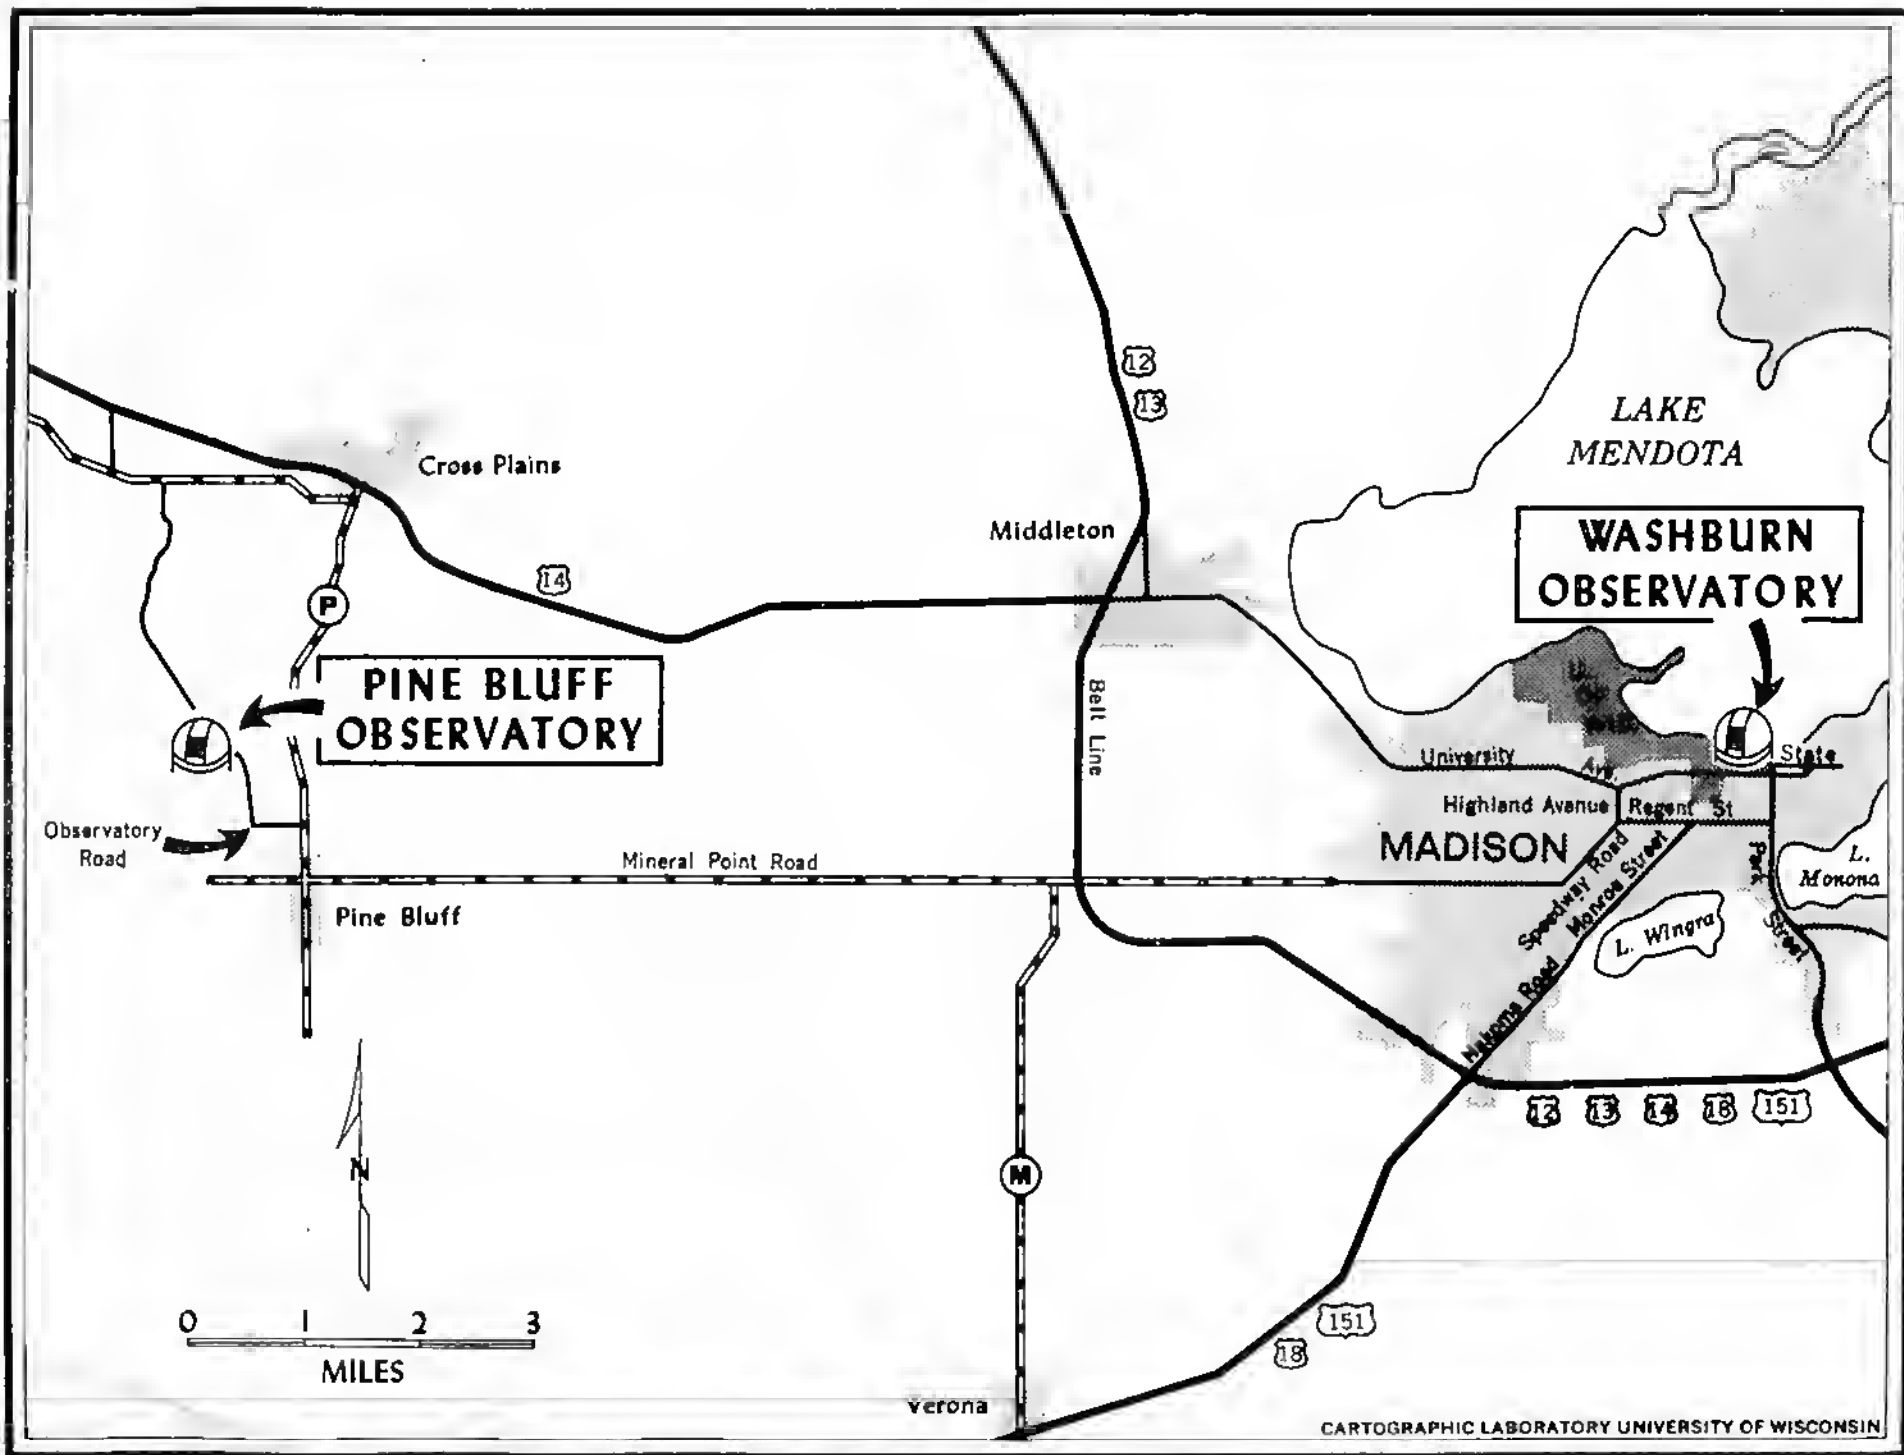 12
13
LAKE
MENDOTA
Cross Plains
Middleton
WASHBURN
OBSERVATORY
14
P
PINE BLUFF
OBSERVATORY
Belt Line
U.
OF
University
Ave.
State
Highland Avenue
Regent St
Observatory
Road
MADISON
Mineral Point Road
Speedway Road
Monroe Street
Park Street
L.
Monona
Pine Bluff
L. Wingra
Nakoma Road
12 13 14 18 151
N
M
0 1 2 3
MILES
151
18
Verona
CARTOGRAPHIC LABORATORY UNIVERSITY OF WISCONSIN